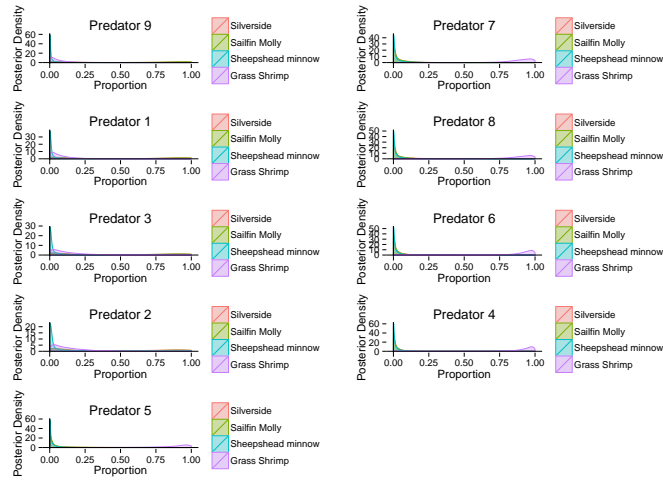 Predator 9
Posterior Density
60
40
20
0
0.00 0.25 0.50 0.75 1.00
Proportion
Silverside
Sailfin Molly
Sheepshead minnow
Grass Shrimp
Predator 7
Posterior Density
40
30
20
10
0
0.00 0.25 0.50 0.75 1.00
Proportion
Silverside
Sailfin Molly
Sheepshead minnow
Grass Shrimp
Predator 1
Posterior Density
30
20
10
0
0.00 0.25 0.50 0.75 1.00
Proportion
Silverside
Sailfin Molly
Sheepshead minnow
Grass Shrimp
Predator 8
Posterior Density
50
40
30
20
10
0
0.00 0.25 0.50 0.75 1.00
Proportion
Silverside
Sailfin Molly
Sheepshead minnow
Grass Shrimp
Predator 3
Posterior Density
30
20
10
0
0.00 0.25 0.50 0.75 1.00
Proportion
Silverside
Sailfin Molly
Sheepshead minnow
Grass Shrimp
Predator 6
Posterior Density
50
40
30
20
10
0
0.00 0.25 0.50 0.75 1.00
Proportion
Silverside
Sailfin Molly
Sheepshead minnow
Grass Shrimp
Predator 2
Posterior Density
20
15
10
5
0
0.00 0.25 0.50 0.75 1.00
Proportion
Silverside
Sailfin Molly
Sheepshead minnow
Grass Shrimp
Predator 4
Posterior Density
60
40
20
0
0.00 0.25 0.50 0.75 1.00
Proportion
Silverside
Sailfin Molly
Sheepshead minnow
Grass Shrimp
Predator 5
Posterior Density
60
40
20
0
0.00 0.25 0.50 0.75 1.00
Proportion
Silverside
Sailfin Molly
Sheepshead minnow
Grass Shrimp